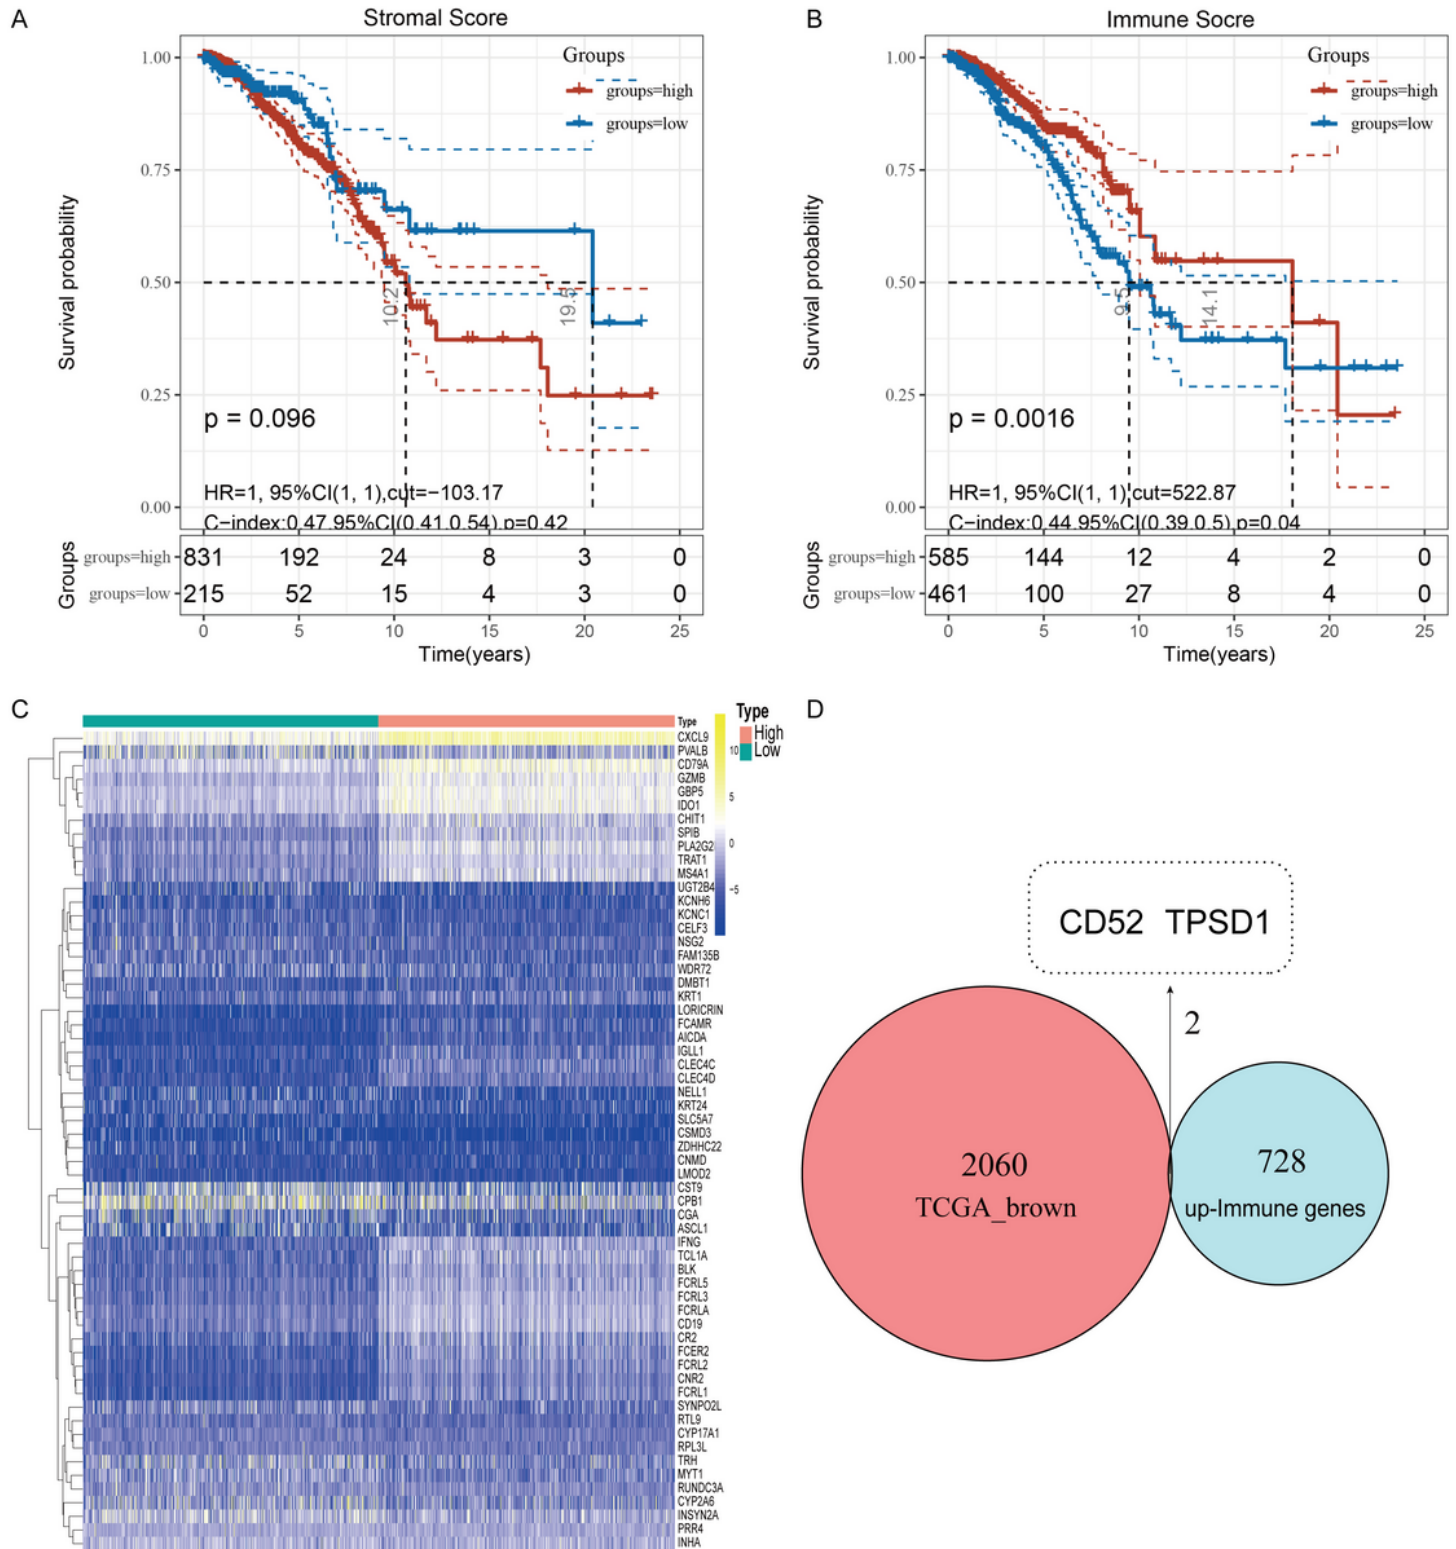 A
Stromal Score
Survival probability
1.00
0.75
0.50
0.25
0.00
Groups
groups=high
groups=low
10.2
19.5
p = 0.096
HR=1, 95%CI(1, 1),cut=−103.17
C−index:0.47,95%CI(0.41,0.54),p=0.42
Groups
groups=high 831 192 24 8 3 0
groups=low 215 52 15 4 3 0
0 5 10 15 20 25
Time(years)
B
Immune Socre
Survival probability
1.00
0.75
0.50
0.25
0.00
Groups
groups=high
groups=low
9.5
14.1
p = 0.0016
HR=1, 95%CI(1, 1),cut=522.87
C−index:0.44,95%CI(0.39,0.5),p=0.04
Groups
groups=high 585 144 12 4 2 0
groups=low 461 100 27 8 4 0
0 5 10 15 20 25
Time(years)
C
Type
CXCL9
PVALB
CD79A
GZMB
GBP5
IDO1
CHIT1
SPIB
PLA2G2
TRAT1
MS4A1
UGT2B4
KCNH6
KCNC1
CELF3
NSG2
FAM135B
WDR72
DMBT1
KRT1
LORICRIN
FCAMR
AICDA
IGLL1
CLEC4C
CLEC4D
NELL1
KRT24
SLC5A7
CSMD3
ZDHHC22
CNMD
LMOD2
CST9
CPB1
CGA
ASCL1
IFNG
TCL1A
BLK
FCRL5
FCRL3
FCRLA
CD19
CR2
FCER2
FCRL2
CNR2
FCRL1
SYNPO2L
RTL9
CYP17A1
RPL3L
TRH
MYT1
RUNDC3A
CYP2A6
INSYN2A
PRR4
INHA
10
5
0
−5
Type
High
Low
D
CD52 TPSD1
2
2060
TCGA_brown
728
up-Immune genes